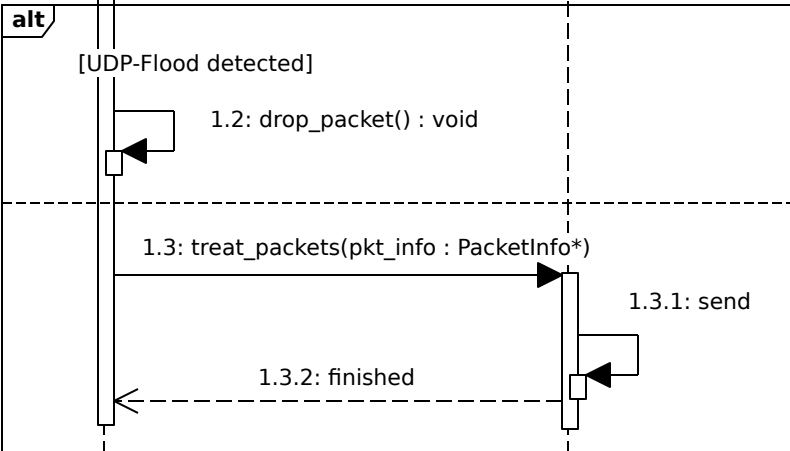 alt
[UDP-Flood detected]
1.2: drop_packet() : void
1.3: treat_packets(pkt_info : PacketInfo*)
1.3.1: send
1.3.2: finished